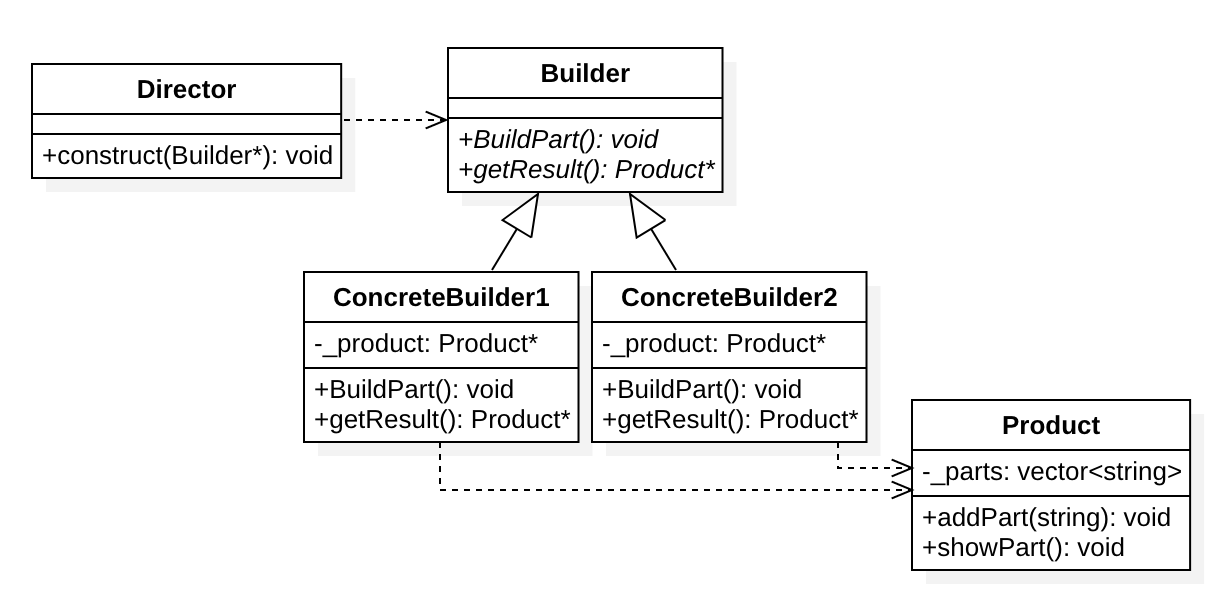 Director
+construct(Builder*): void
Builder
+BuildPart(): void
+getResult(): Product*
ConcreteBuilder1
-_product: Product*
+BuildPart(): void
+getResult(): Product*
ConcreteBuilder2
-_product: Product*
+BuildPart(): void
+getResult(): Product*
Product
-_parts: vector<string>
+addPart(string): void
+showPart(): void